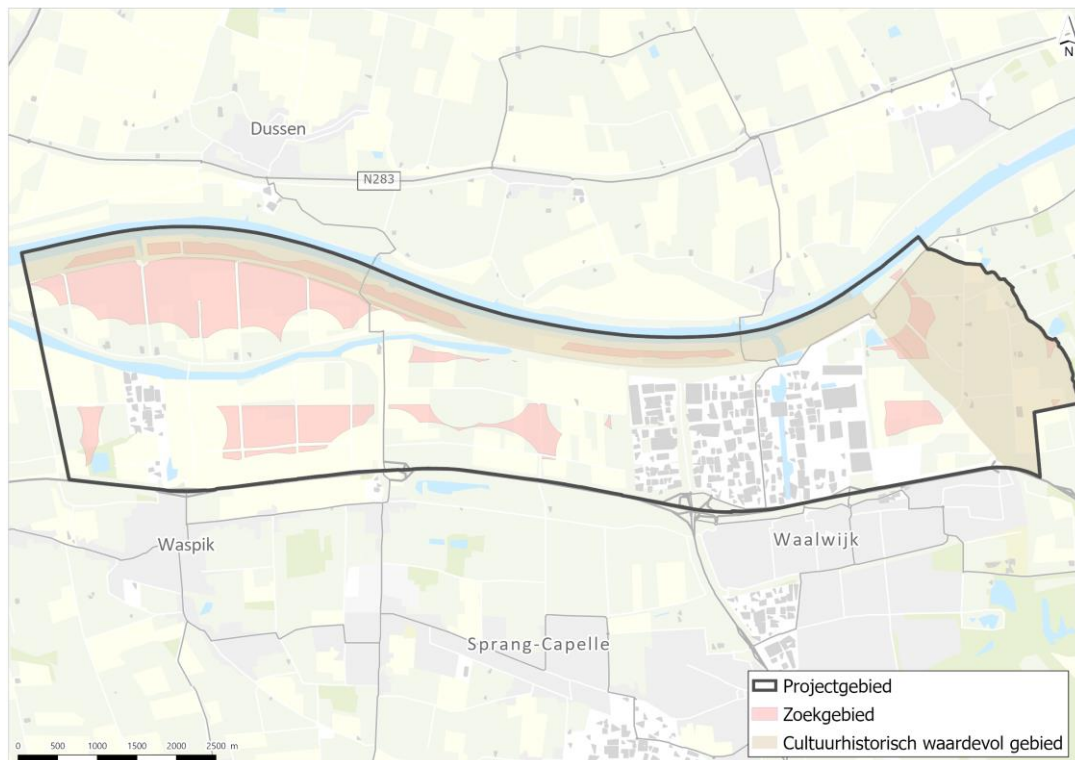 N
Dussen
N283
Waspik
Waalwijk
Sprang-Capelle
Projectgebied
Zoekgebied
Cultuurhistorisch waardevol gebied
0 500 1000 1500 2000 2500 m